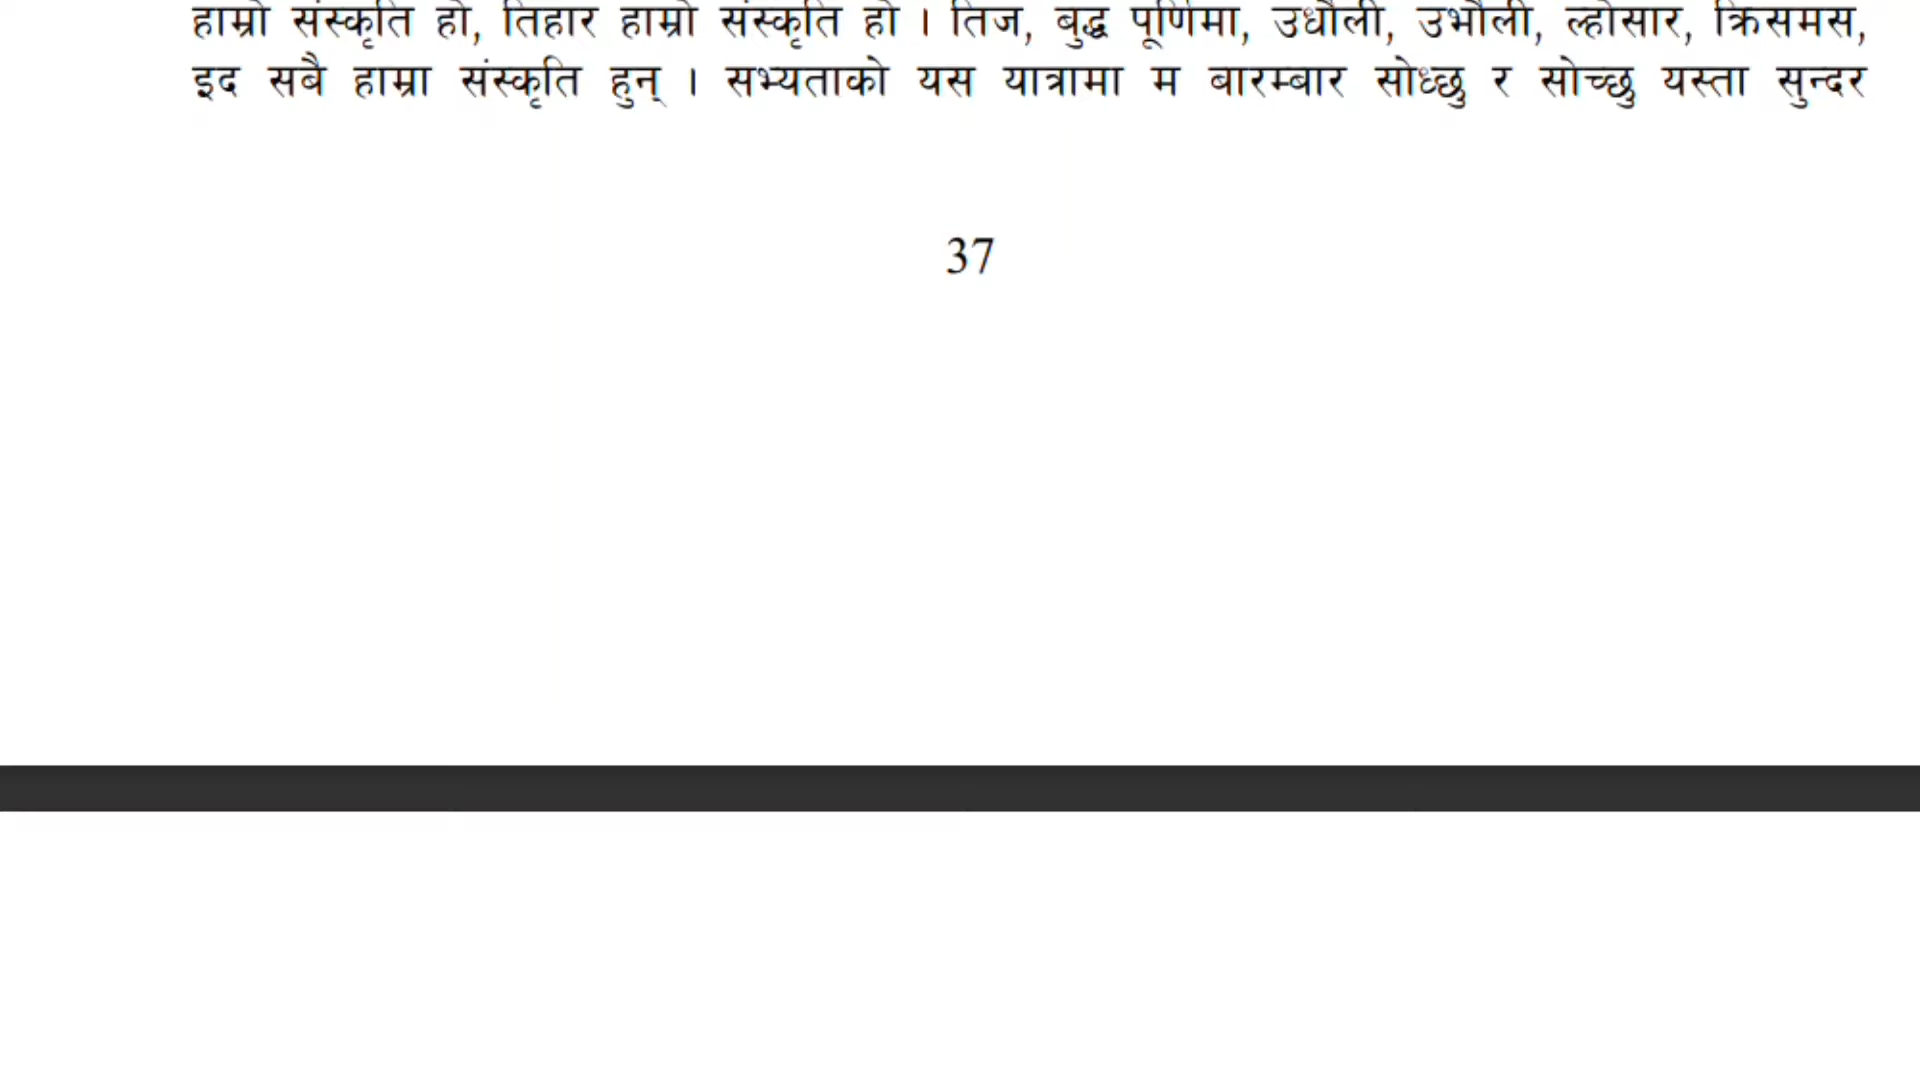 हाम्रो संस्कृति हो, तिहार हाम्रो संस्कृति हो । तिज, बुद्ध पूर्णिमा, उधौली, उभौली, ल्होसार, क्रिसमस,
इद सबै हाम्रा संस्कृति हुन् । सभ्यताको यस यात्रामा म बारम्बार सोध्छु र सोच्छु यस्ता सुन्दर
37